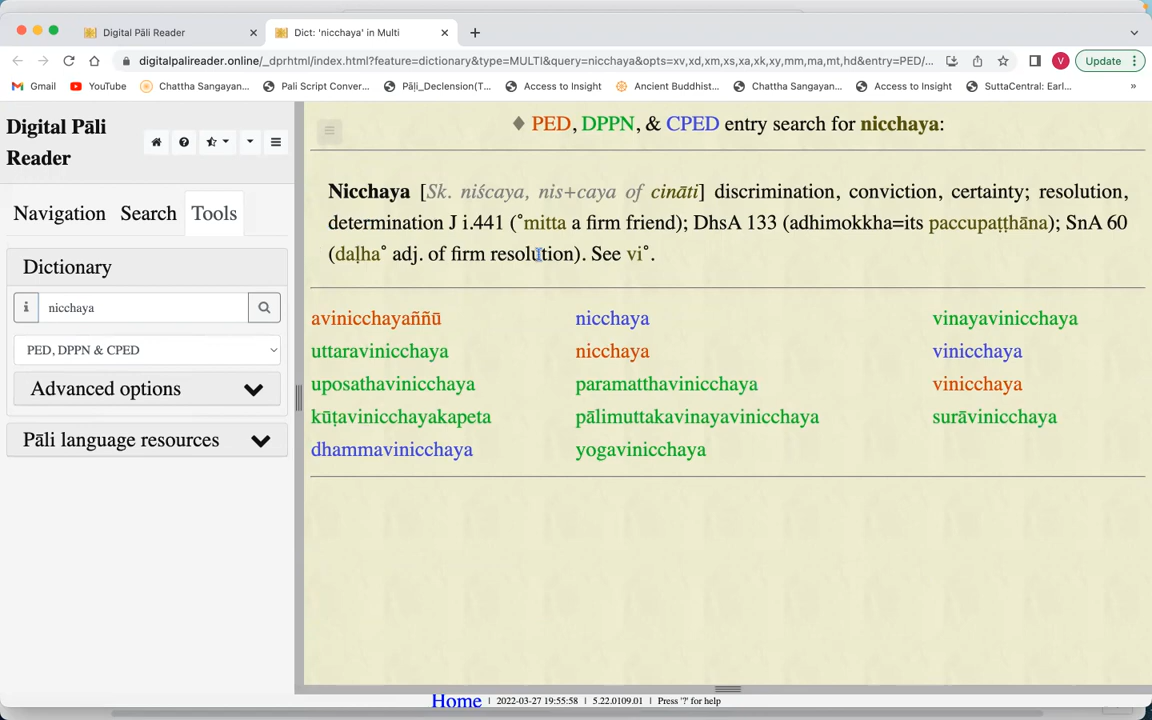 Digital Pāli Reader
Dict: 'nicchaya' in Multi
digitalpalireader.online/_dprhtml/index.html?feature=dictionary&type=MULTI&query=nicchaya&opts=xv,xd,xm,xs,xa,xk,xy,mm,ma,mt,hd&entry=PED/...
V
Update
Gmail
YouTube
Chattha Sangayan...
Pali Script Conver...
Pāḷi_Declension(T...
Access to Insight
Ancient Buddhist...
Chattha Sangayan...
Access to Insight
SuttaCentral: Earl...
»
Digital Pāli
Reader
Navigation
Search
Tools
Dictionary
i
nicchaya
PED, DPPN & CPED
Advanced options
Pāli language resources
♦ PED, DPPN, & CPED entry search for nicchaya:
Nicchaya [Sk. niścaya, nis+caya of cināti] discrimination, conviction, certainty; resolution,
determination J i.441 (˚mitta a firm friend); DhsA 133 (adhimokkha=its paccupaṭṭhāna); SnA 60
(daḷha˚ adj. of firm resolution). See vi˚.
avinicchayaññū
nicchaya
vinayavinicchaya
uttaravinicchaya
nicchaya
vinicchaya
uposathavinicchaya
paramatthavinicchaya
vinicchaya
kūṭavinicchayakapeta
pālimuttakavinayavinicchaya
surāvinicchaya
dhammavinicchaya
yogavinicchaya
Home | 2022-03-27 19:55:58 | 5.22.0109.01 | Press '?' for help